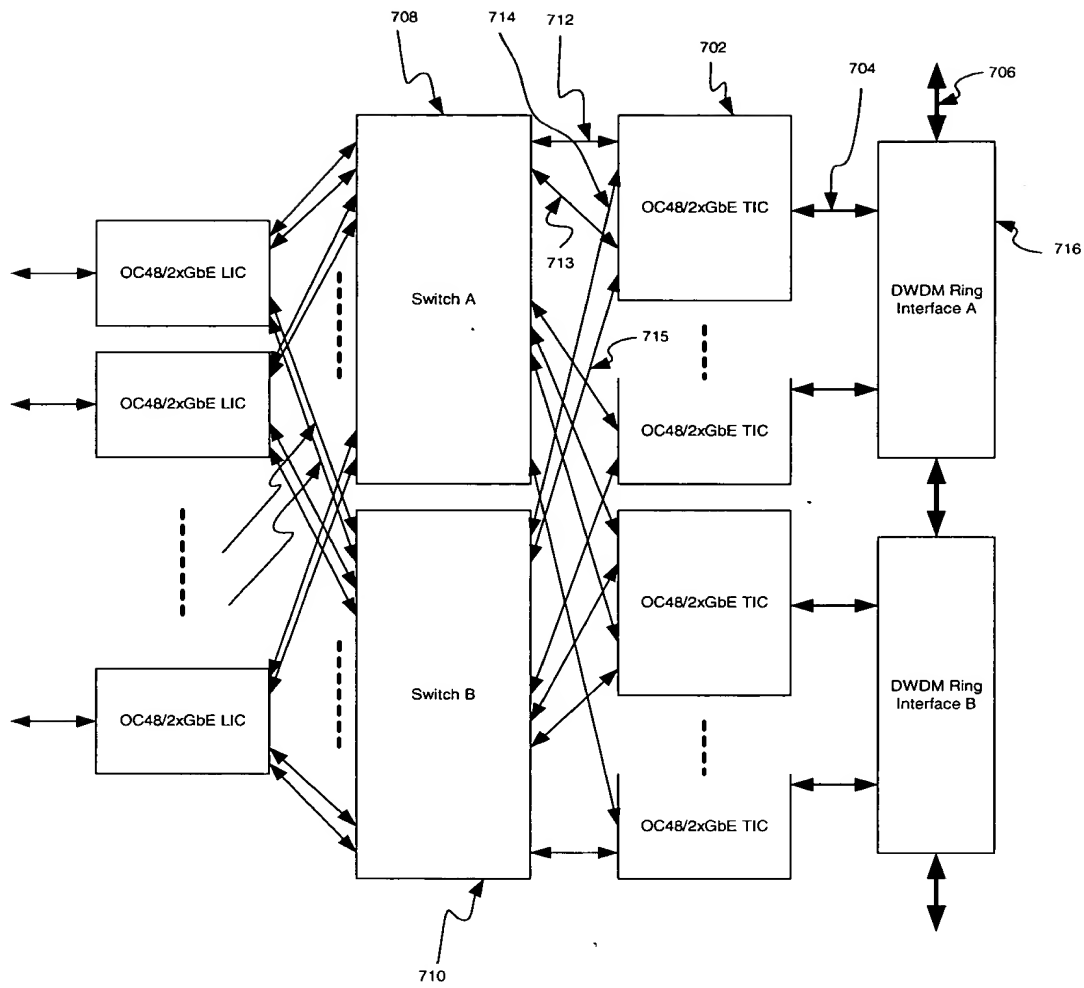 714
712
708
702
704
706
OC48/2xGbE TIC
713
716
OC48/2xGbE LIC
Switch A
DWDM Ring
Interface A
715
OC48/2xGbE LIC
OC48/2xGbE TIC
OC48/2xGbE TIC
OC48/2xGbE LIC
Switch B
DWDM Ring
Interface B
OC48/2xGbE TIC
710